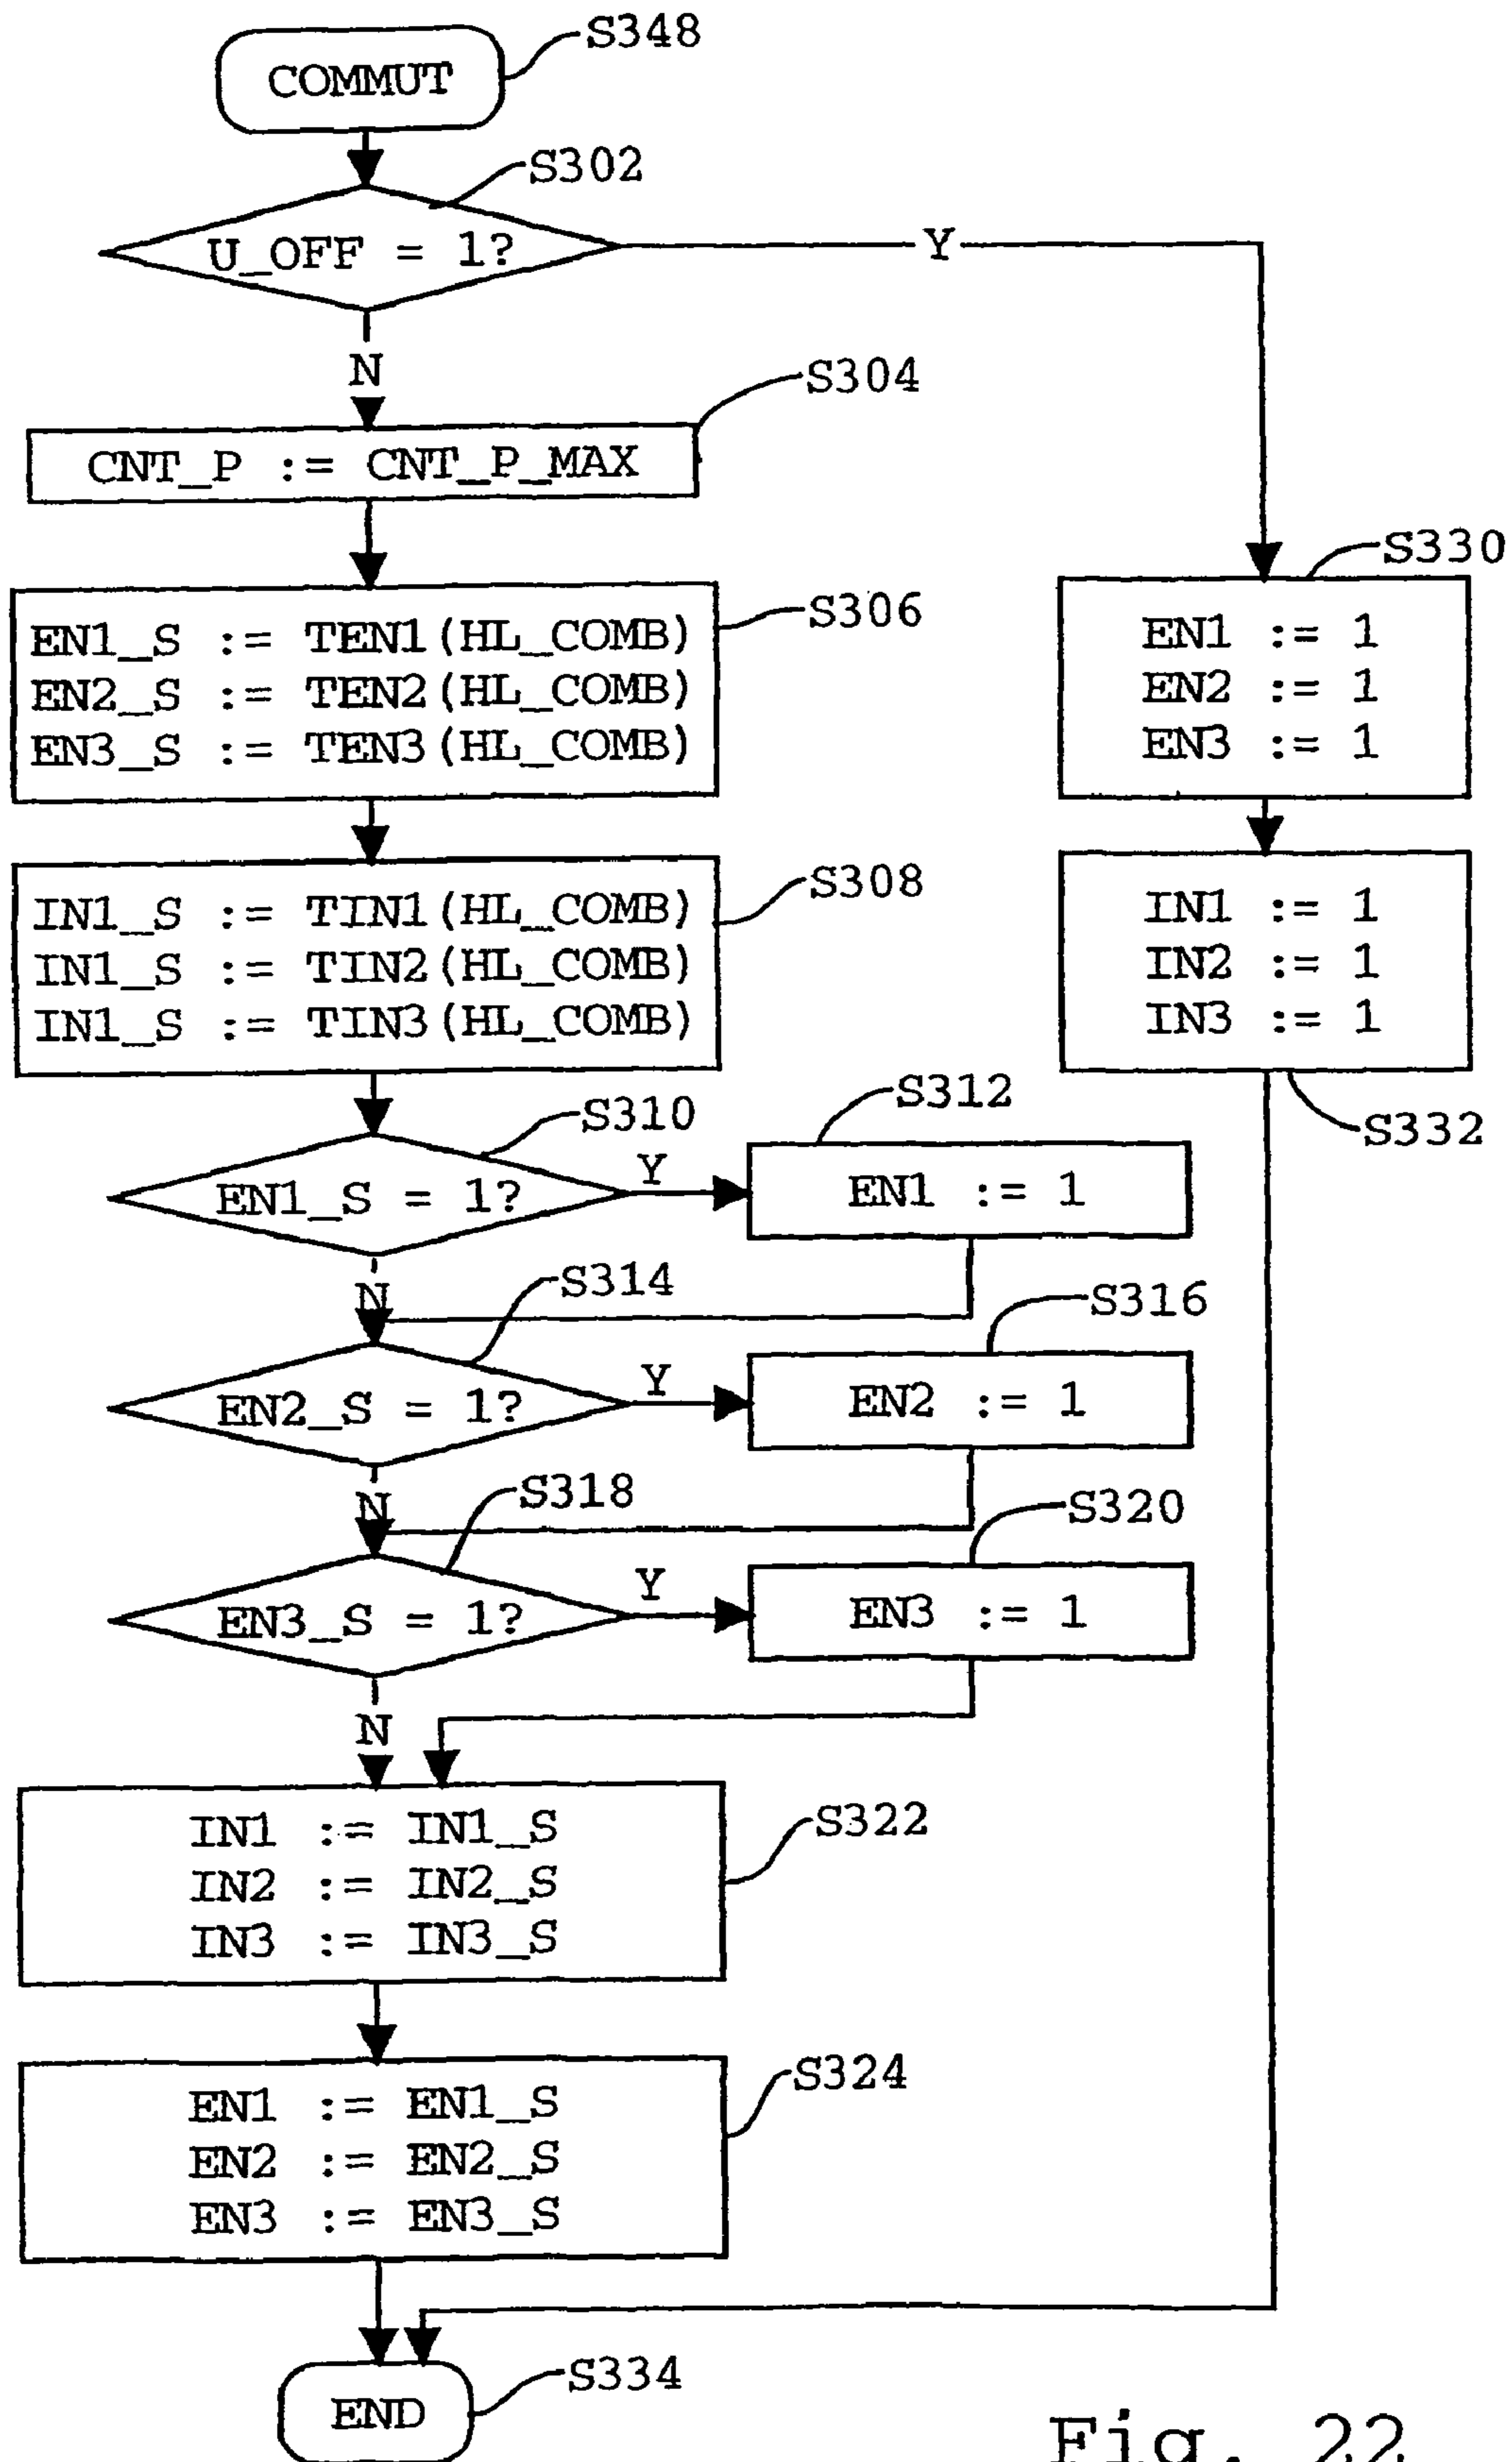 COMMUT
S348
S302
U_OFF = 1?
Y
N
S304
CNT_P := CNT_P_MAX
S306
EN1_S := TEN1(HL_COMB)
EN2_S := TEN2(HL_COMB)
EN3_S := TEN3(HL_COMB)
S330
EN1 := 1
EN2 := 1
EN3 := 1
S308
IN1_S := TIN1(HL_COMB)
IN1_S := TIN2(HL_COMB)
IN1_S := TIN3(HL_COMB)
IN1 := 1
IN2 := 1
IN3 := 1
S332
S310
EN1_S = 1?
Y
S312
EN1 := 1
N
S314
EN2_S = 1?
Y
S316
EN2 := 1
N
S318
EN3_S = 1?
Y
S320
EN3 := 1
N
S322
IN1 := IN1_S
IN2 := IN2_S
IN3 := IN3_S
S324
EN1 := EN1_S
EN2 := EN2_S
EN3 := EN3_S
S334
END
Fig. 22